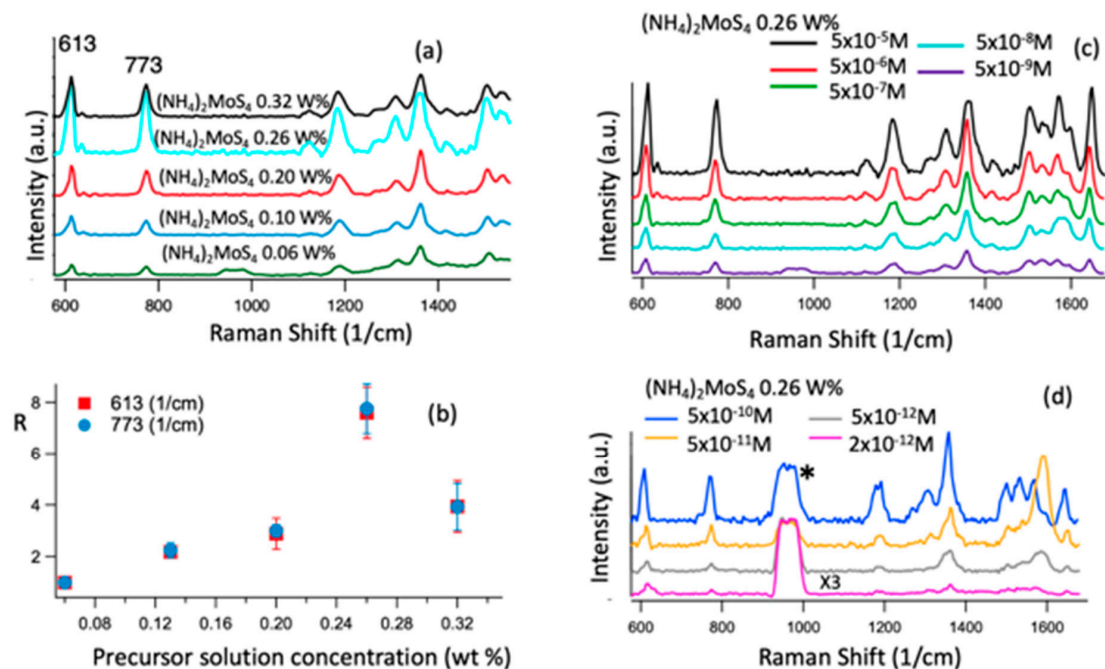 613
773
(a)
(NH₄)₂MoS₄ 0.32 W%
(NH₄)₂MoS₄ 0.26 W%
(NH₄)₂MoS₄ 0.20 W%
(NH₄)₂MoS₄ 0.10 W%
(NH₄)₂MoS₄ 0.06 W%
Intensity (a.u.)
600 800 1000 1200 1400
Raman Shift (1/cm)
(NH₄)₂MoS₄ 0.26 W%
(c)
5x10⁻⁵M
5x10⁻⁶M
5x10⁻⁷M
5x10⁻⁸M
5x10⁻⁹M
Intensity (a.u.)
600 800 1000 1200 1400 1600
Raman Shift (1/cm)
R
8
6
4
2
613 (1/cm)
773 (1/cm)
(b)
0.08 0.12 0.16 0.20 0.24 0.28 0.32
Precursor solution concentration (wt %)
(NH₄)₂MoS₄ 0.26 W%
(d)
5x10⁻¹⁰M
5x10⁻¹¹M
5x10⁻¹²M
2x10⁻¹²M
*
X3
Intensity (a.u.)
600 800 1000 1200 1400 1600
Raman Shift (1/cm)